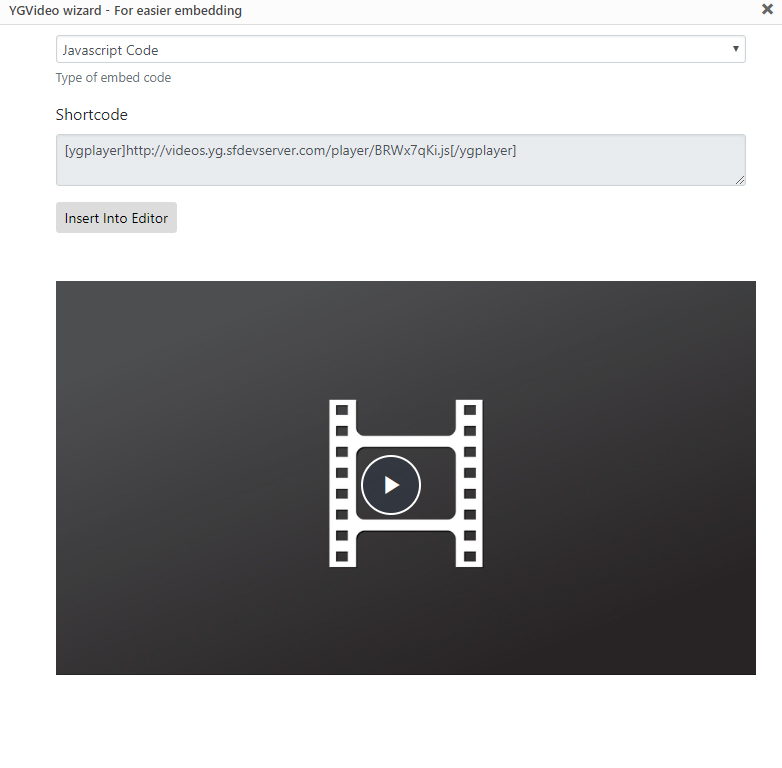 YGVideo wizard - For easier embedding
Javascript Code
Type of embed code
Shortcode
[ygplayer]http://videos.yg.sfdevserver.com/player/BRWx7qKi.js[/ygplayer]
Insert Into Editor